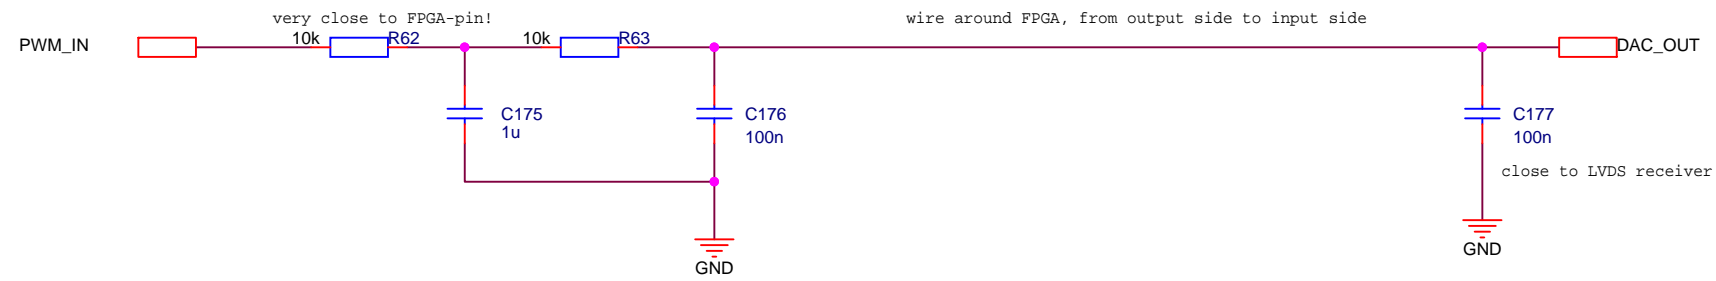 very close to FPGA-pin!
wire around FPGA, from output side to input side
PWM_IN
10k
R62
10k
R63
DAC_OUT
C175
1u
C176
100n
C177
100n
close to LVDS receiver
GND
GND